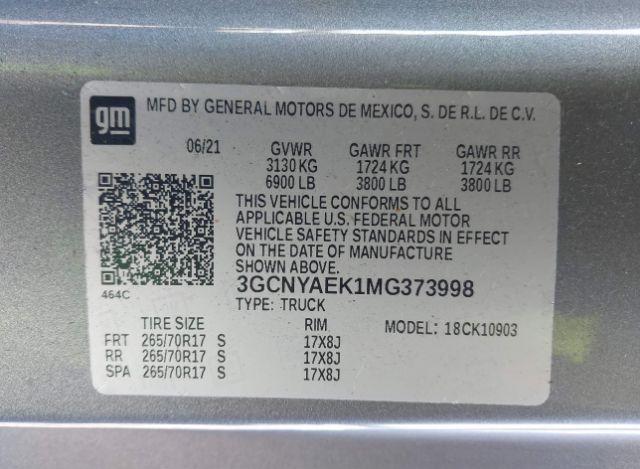 gm
MFD BY GENERAL MOTORS DE MEXICO, S. DE R.L. DE C.V.
06/21 GVWR GAWR FRT GAWR RR
3130 KG 1724 KG 1724 KG
6900 LB 3800 LB 3800 LB
THIS VEHICLE CONFORMS TO ALL
APPLICABLE U.S. FEDERAL MOTOR
VEHICLE SAFETY STANDARDS IN EFFECT
ON THE DATE OF MANUFACTURE
SHOWN ABOVE.
464C
3GCNYAEK1MG373998
TYPE: TRUCK
TIRE SIZE RIM MODEL: 18CK10903
FRT 265/70R17 S 17X8J
RR 265/70R17 S 17X8J
SPA 265/70R17 S 17X8J